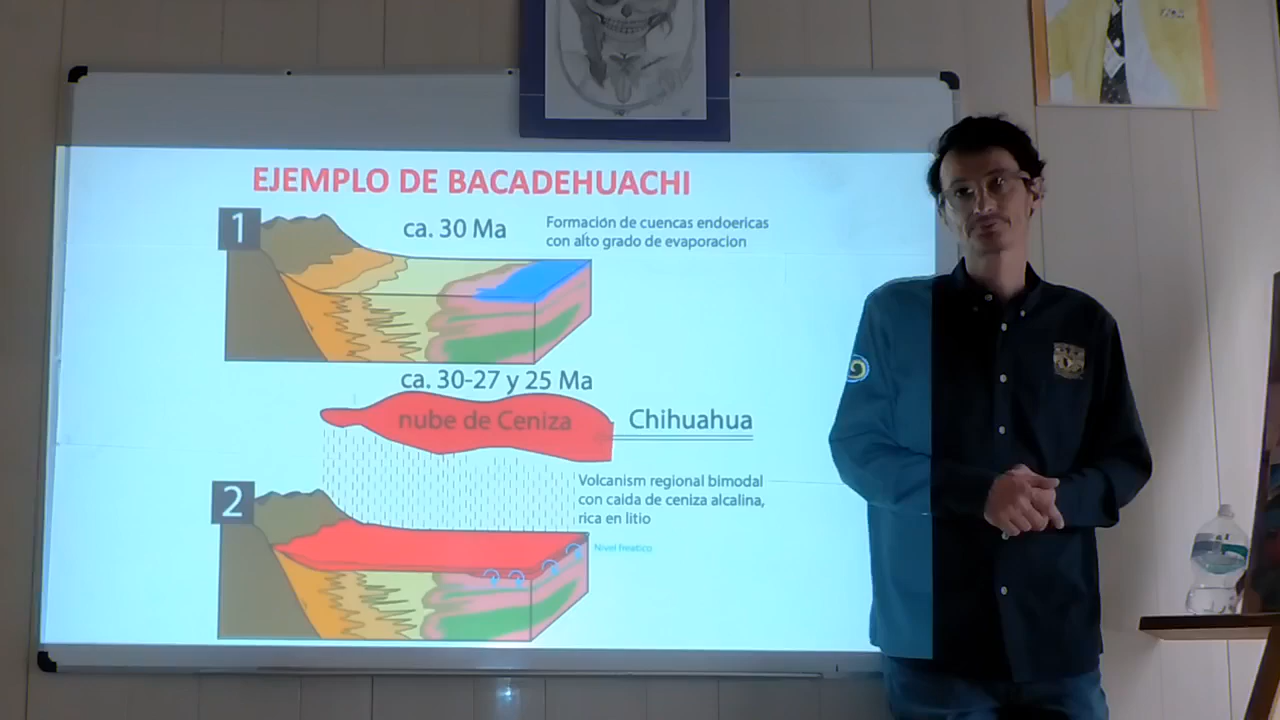 EJEMPLO DE BACADEHUACHI
1
ca. 30 Ma
Formación de cuencas endoericas
con alto grado de evaporacion
ca. 30-27 y 25 Ma
nube de Ceniza
Chihuahua
2
Volcanism regional bimodal
con caida de ceniza alcalina,
rica en litio
Nivel freatico